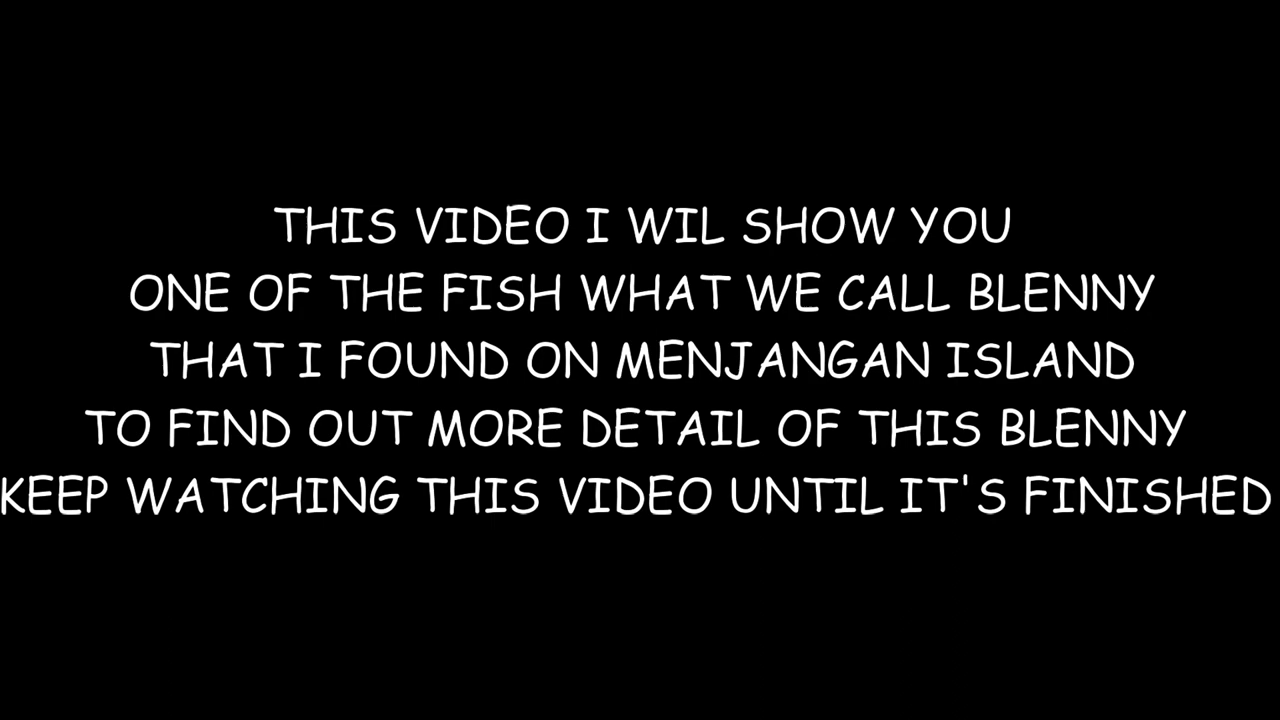 THIS VIDEO I WIL SHOW YOU
ONE OF THE FISH WHAT WE CALL BLENNY
THAT I FOUND ON MENJANGAN ISLAND
TO FIND OUT MORE DETAIL OF THIS BLENNY
KEEP WATCHING THIS VIDEO UNTIL IT'S FINISHED